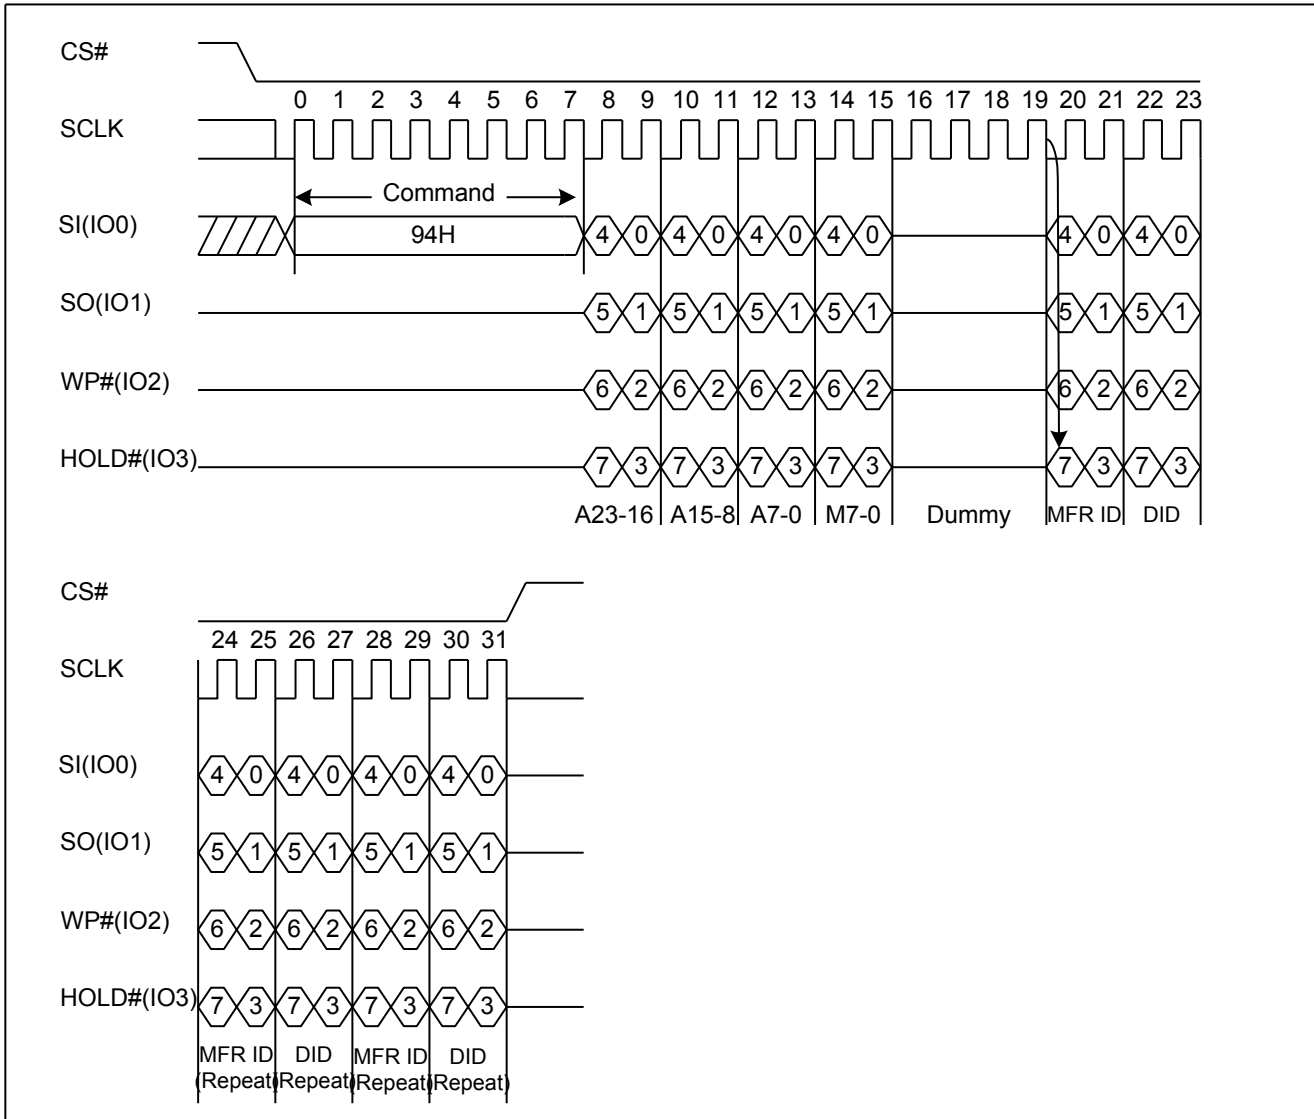 CS#
0 1 2 3 4 5 6 7 8 9 10 11 12 13 14 15 16 17 18 19 20 21 22 23
SCLK
Command
SI(IO0) 94H 4 0 4 0 4 0 4 0 4 0 4 0
SO(IO1) 5 1 5 1 5 1 5 1 5 1 5 1
WP#(IO2) 6 2 6 2 6 2 6 2 6 2 6 2
HOLD#(IO3) 7 3 7 3 7 3 7 3 7 3 7 3
A23-16 A15-8 A7-0 M7-0 Dummy MFR ID DID
CS#
24 25 26 27 28 29 30 31
SCLK
SI(IO0) 4 0 4 0 4 0 4 0
SO(IO1) 5 1 5 1 5 1 5 1
WP#(IO2) 6 2 6 2 6 2 6 2
HOLD#(IO3) 7 3 7 3 7 3 7 3
MFR ID DID MFR ID DID
(Repeat) (Repeat) (Repeat) (Repeat)